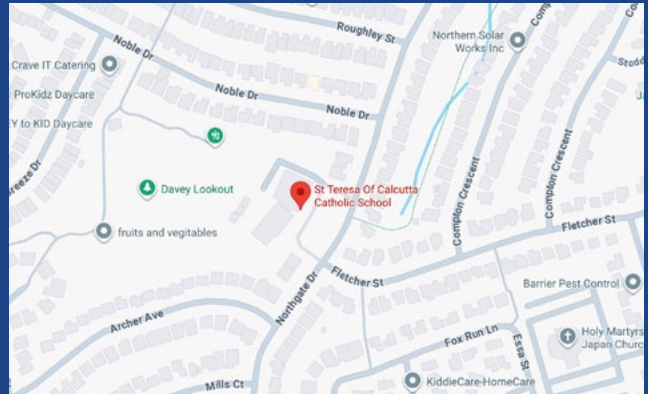 Roughley St
Northern Solar
Works Inc
Noble Dr
Crave IT Catering
ProKidz Daycare
Noble Dr
Noble Dr
EY to KID Daycare
Davey Lookout
St Teresa Of Calcutta
Catholic School
fruits and vegitables
Compton Crescent
Compton Crescent
Fletcher St
Fletcher St
Northgate Dr
Barrier Pest Control
Archer Ave
Fox Run Ln
Essa St
Holy Martyrs
Japan Churc
Mills Ct
KiddieCare-HomeCare